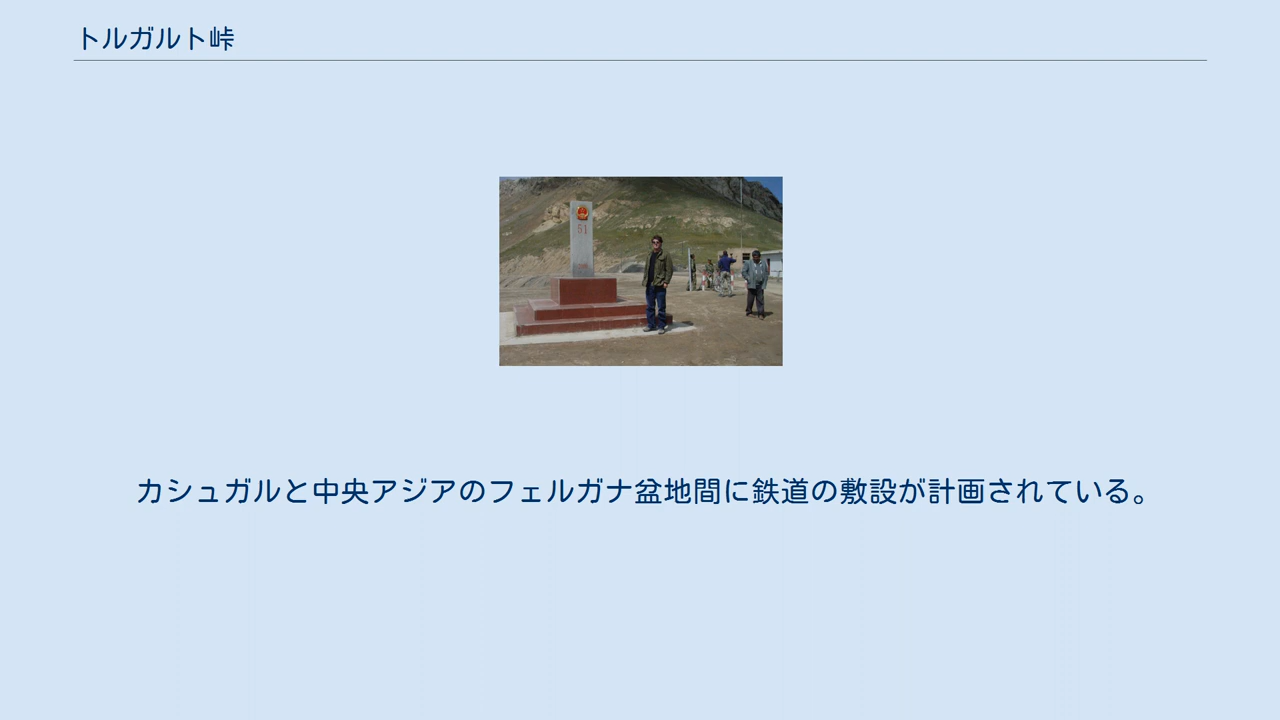 トルガルト峠
51
カシュガルと中央アジアのフェルガナ盆地間に鉄道の敷設が計画されている。